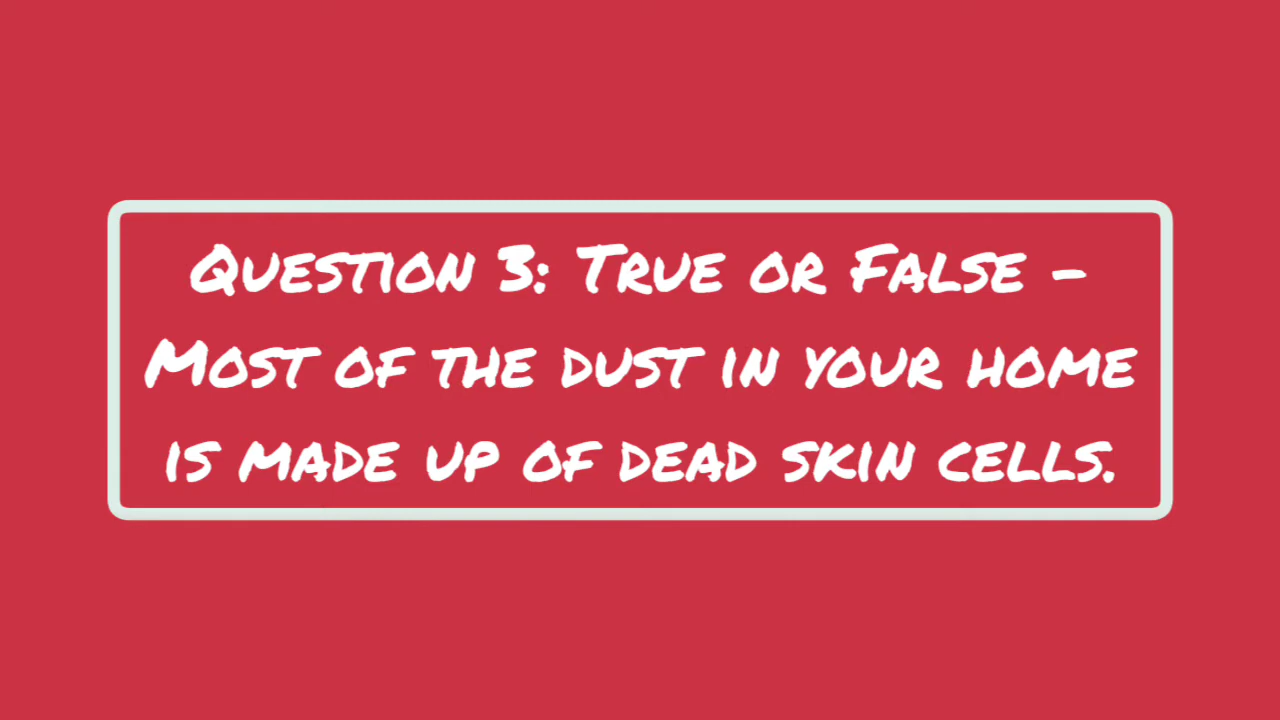 Question 3: True or False -
Most of the dust in your home
is made up of dead skin cells.